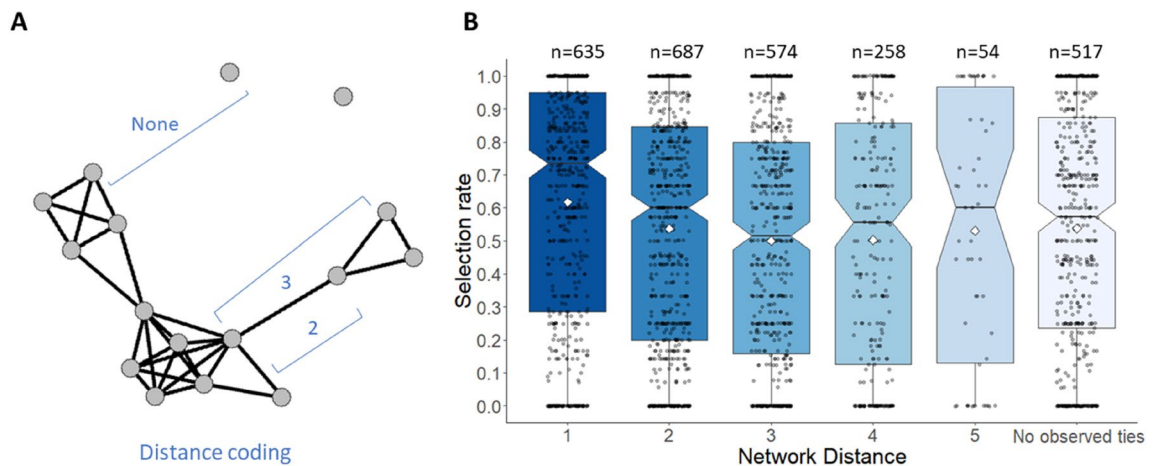 A
None
3
2
Distance coding
B
n=635 n=687 n=574 n=258 n=54 n=517
Selection rate
1.0
0.9
0.8
0.7
0.6
0.5
0.4
0.3
0.2
0.1
0.0
1 2 3 4 5 No observed ties
Network Distance